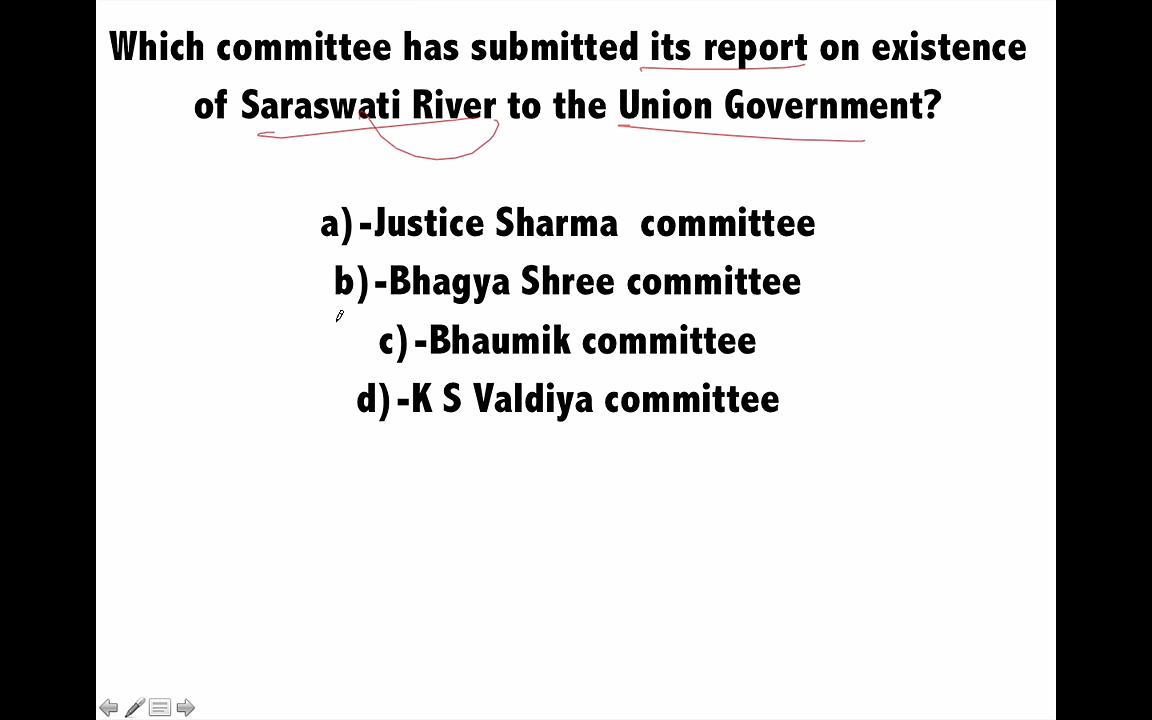 Which committee has submitted its report on existence
of Saraswati River to the Union Government?
a)-Justice Sharma committee
b)-Bhagya Shree committee
c)-Bhaumik committee
d)-K S Valdiya committee